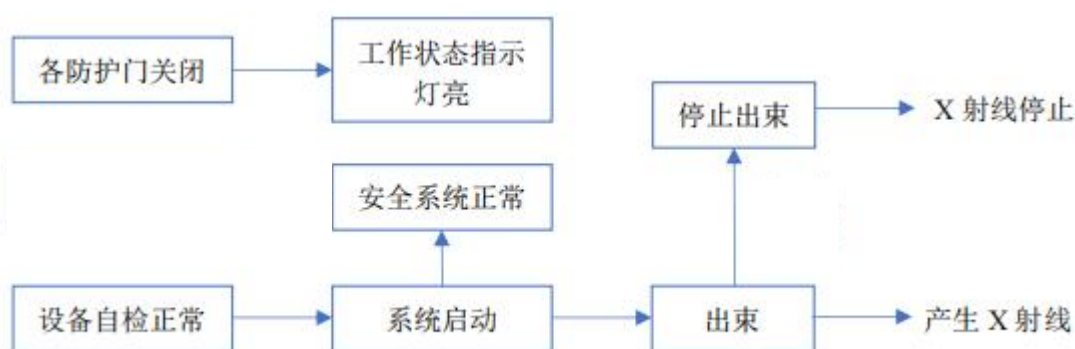 各防护门关闭
工作状态指示
灯亮
停止出束
X 射线停止
安全系统正常
设备自检正常
系统启动
出束
产生 X 射线